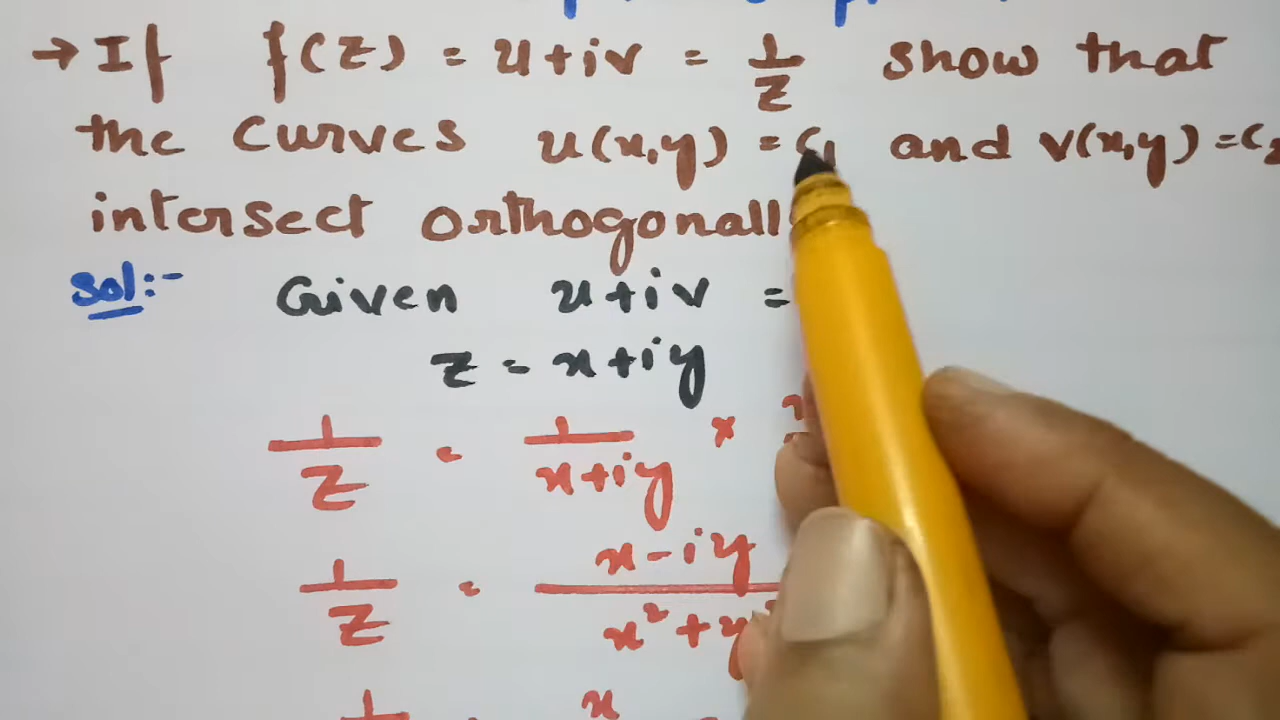 → If f(z) = u+iv = 1/z show that
the curves u(x,y) = C1 and v(x,y) = C2
intersect orthogonall
Sol:- Given u+iv =
z = x+iy
1/z = 1/(x+iy) ×
1/z = (x-iy)/(x²+y²